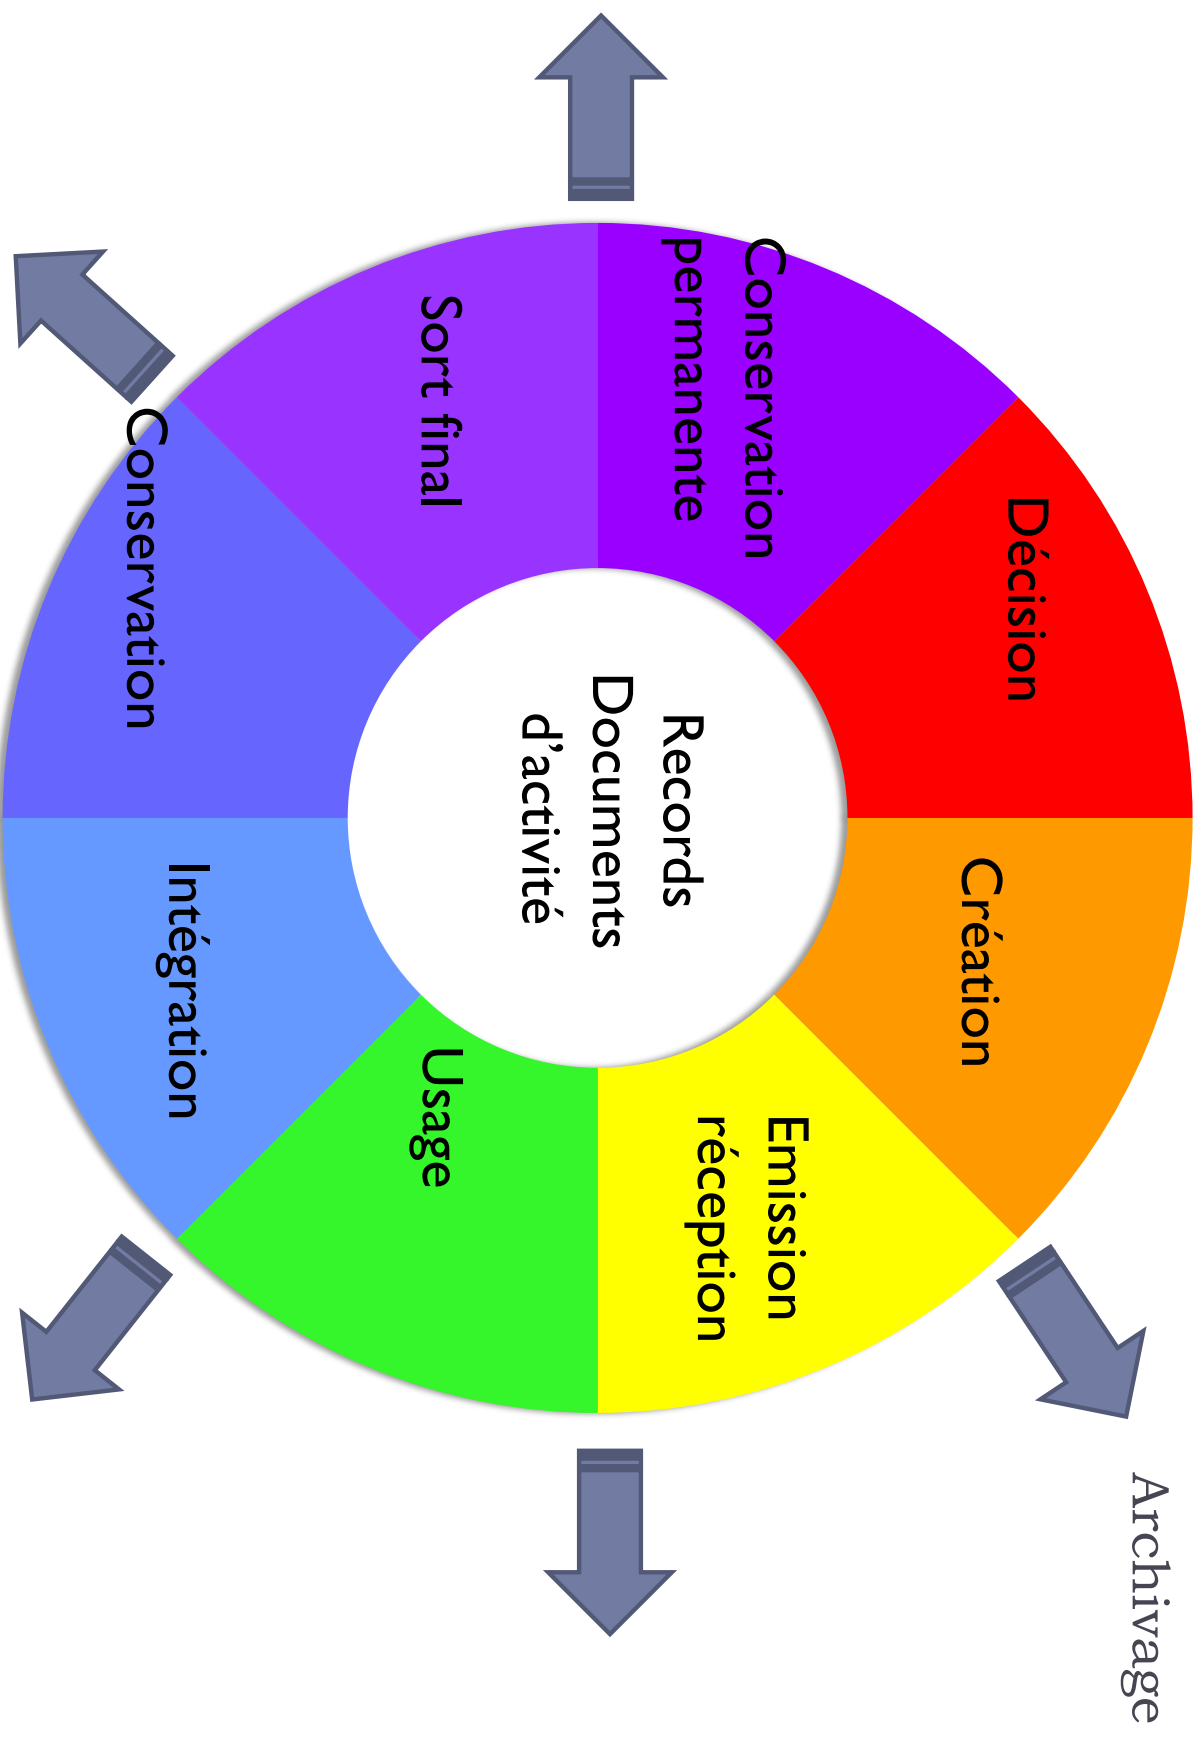 Archivage
Décision
Création
Emission
réception
Usage
Intégration
Conservation
Sort final
Conservation
permanente
Records
Documents
d’activité